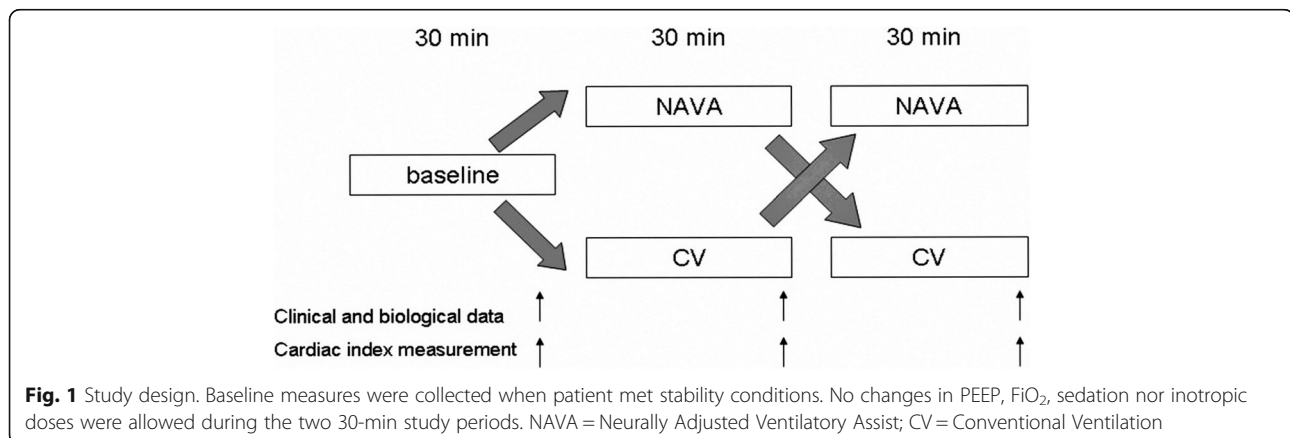 30 min 30 min 30 min
NAVA NAVA
baseline
CV CV
Clinical and biological data
Cardiac index measurement
Fig. 1 Study design. Baseline measures were collected when patient met stability conditions. No changes in PEEP, FiO₂, sedation nor inotropic
doses were allowed during the two 30-min study periods. NAVA = Neurally Adjusted Ventilatory Assist; CV = Conventional Ventilation